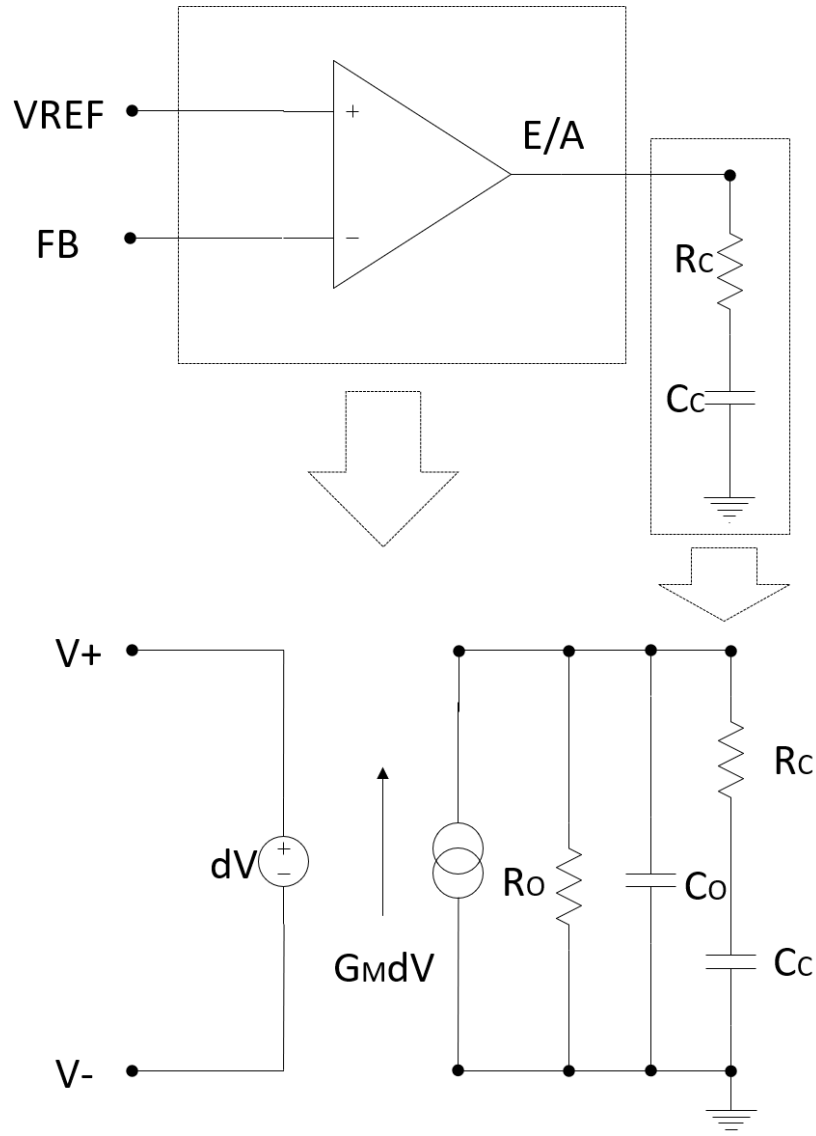 VREF
+
E/A
FB
−
RC
CC
V+
RC
dV
+
−
RO
CO
GMdV
CC
V-